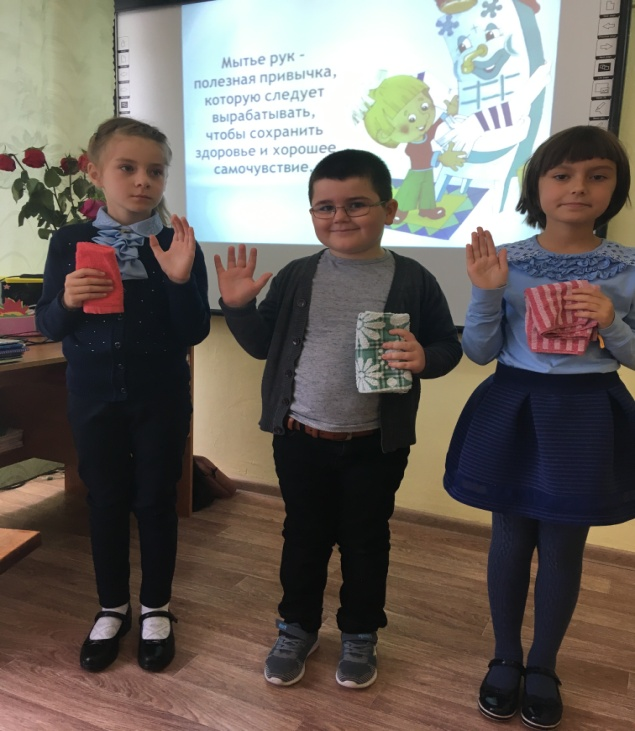 Мытье рук -
полезная привычка,
которую следует
вырабатывать,
чтобы сохранить
здоровье и хорошее
самочувствие.